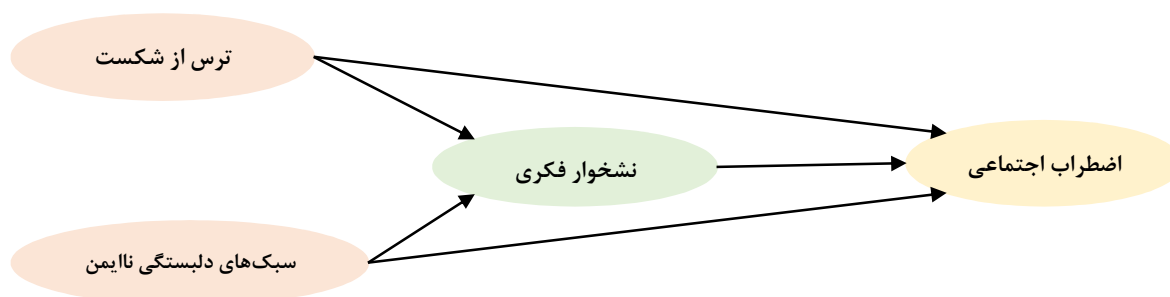 ترس از شکست
نشخوار فکری
اضطراب اجتماعی
سبک‌های دلبستگی ناایمن